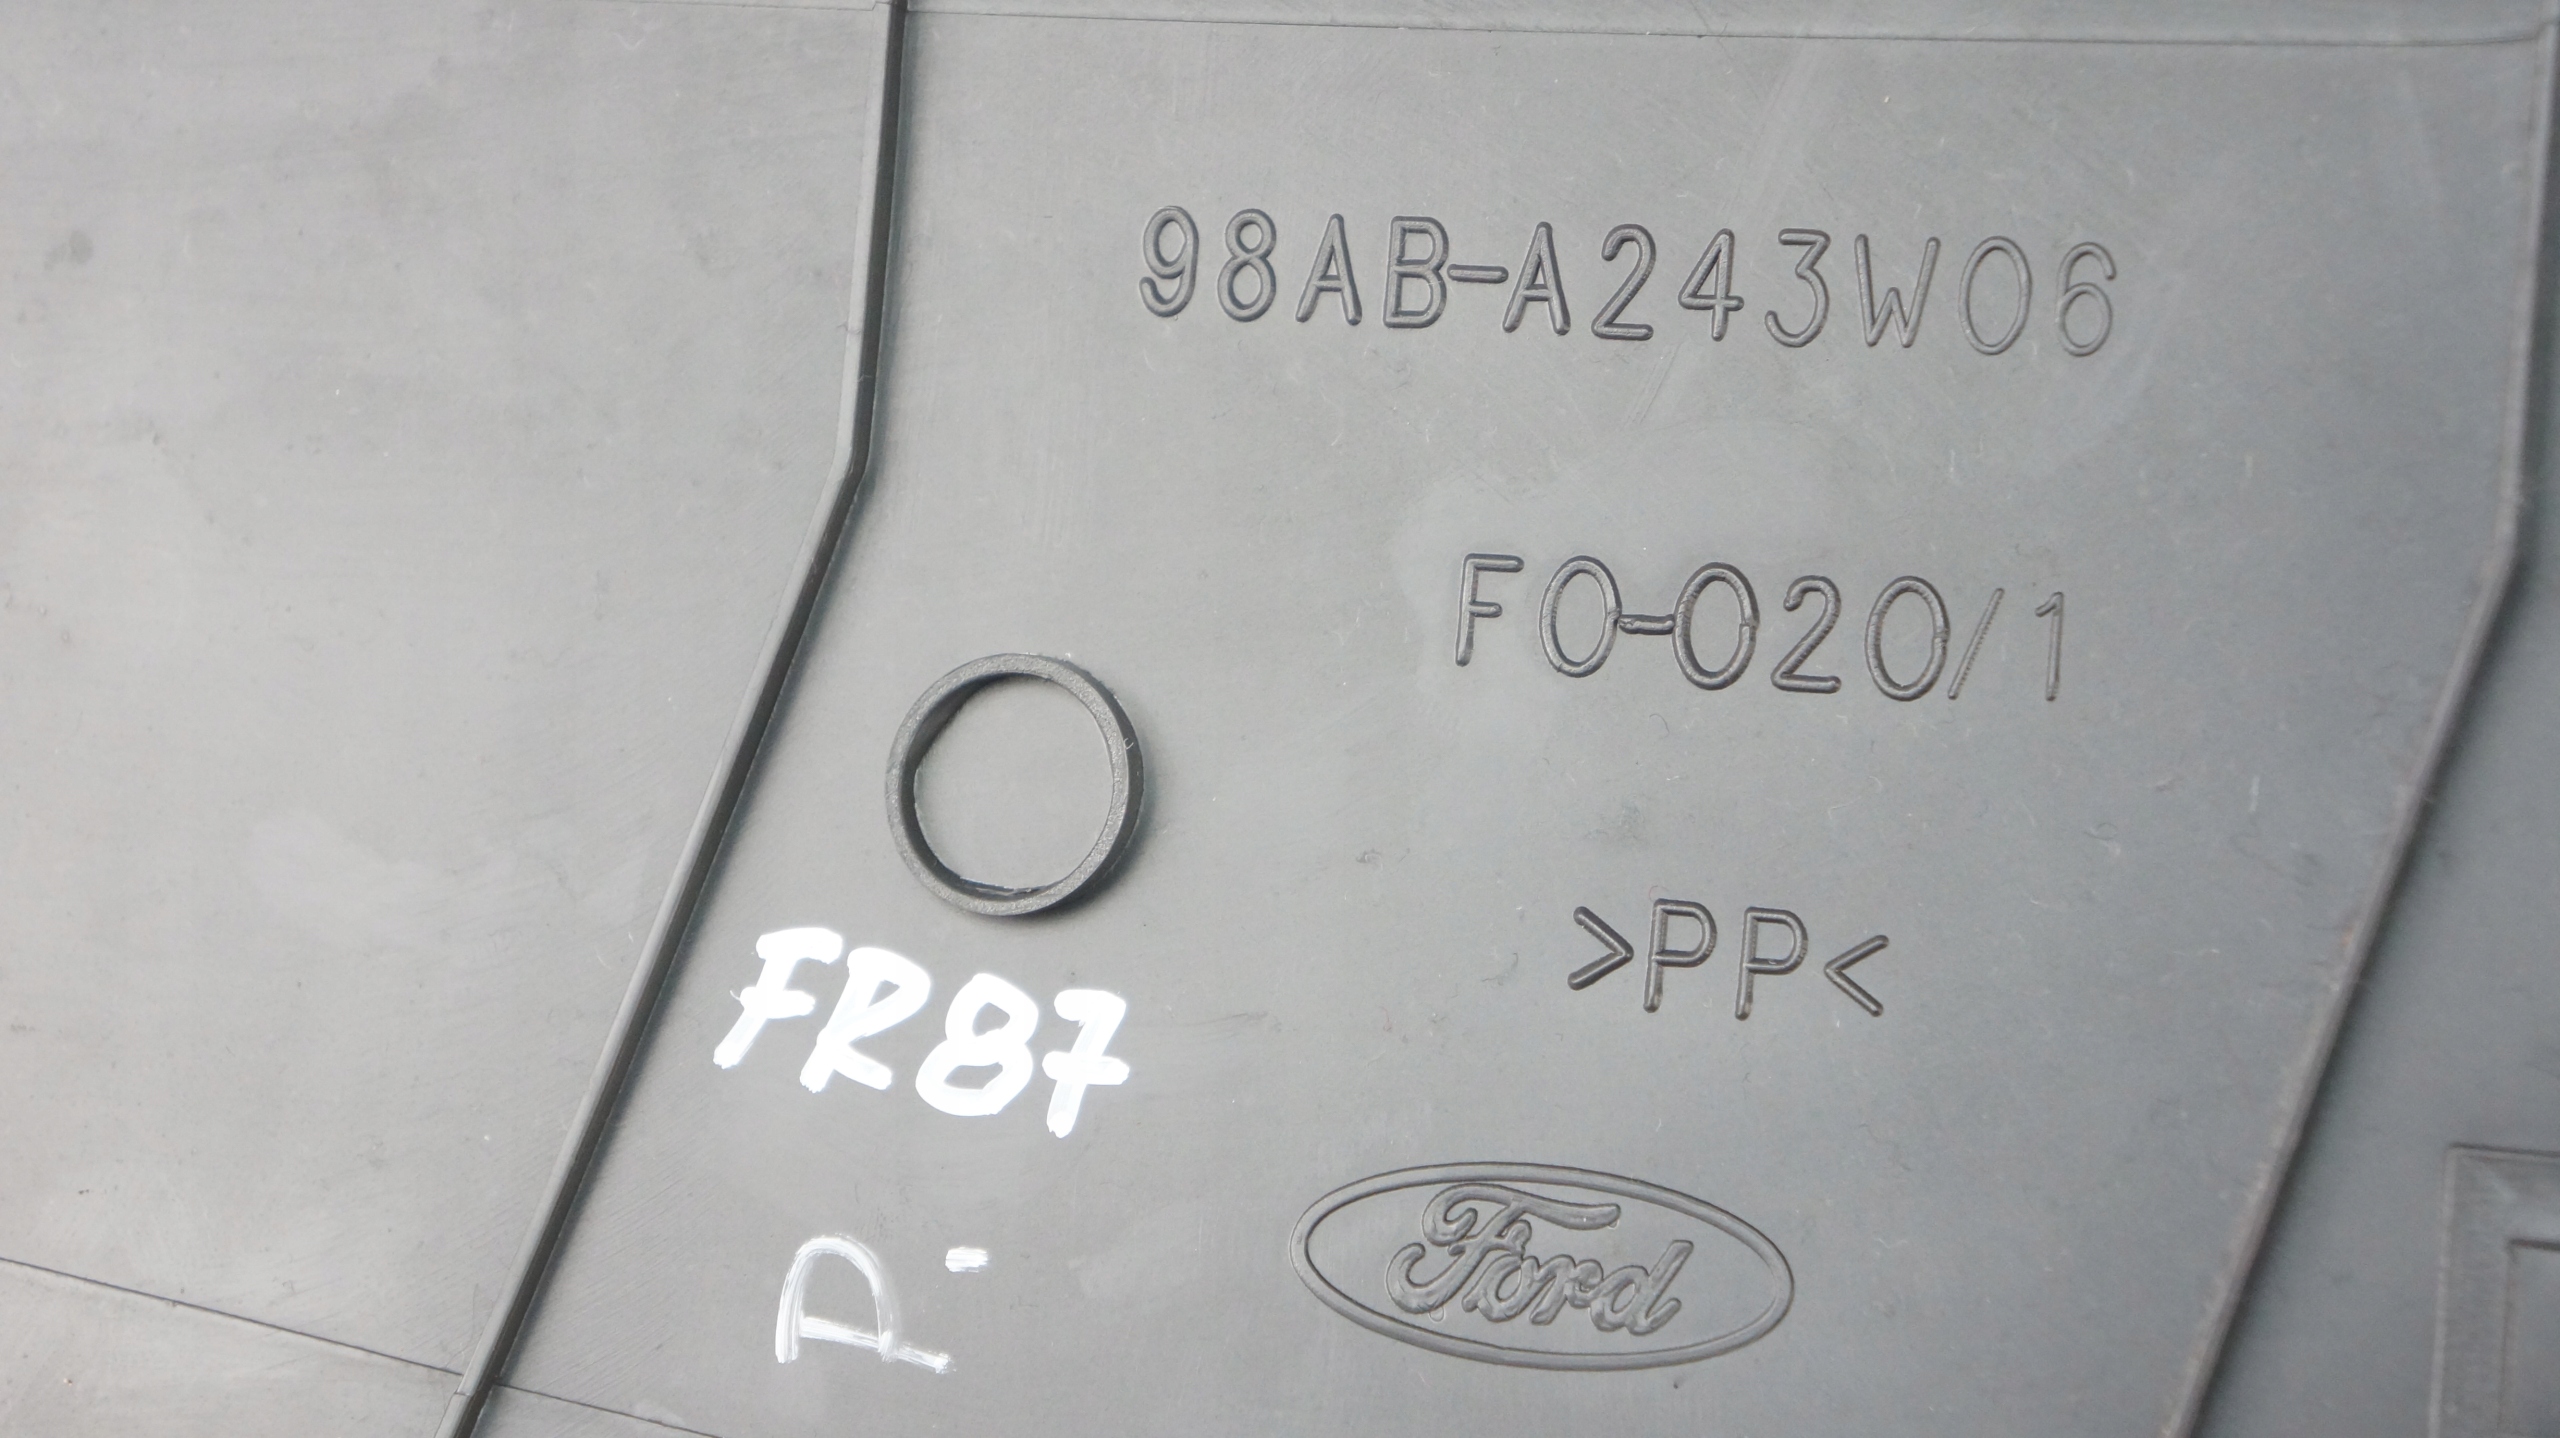 98AB-A243W06
FO-020/1
>PP<
FR87
Ford